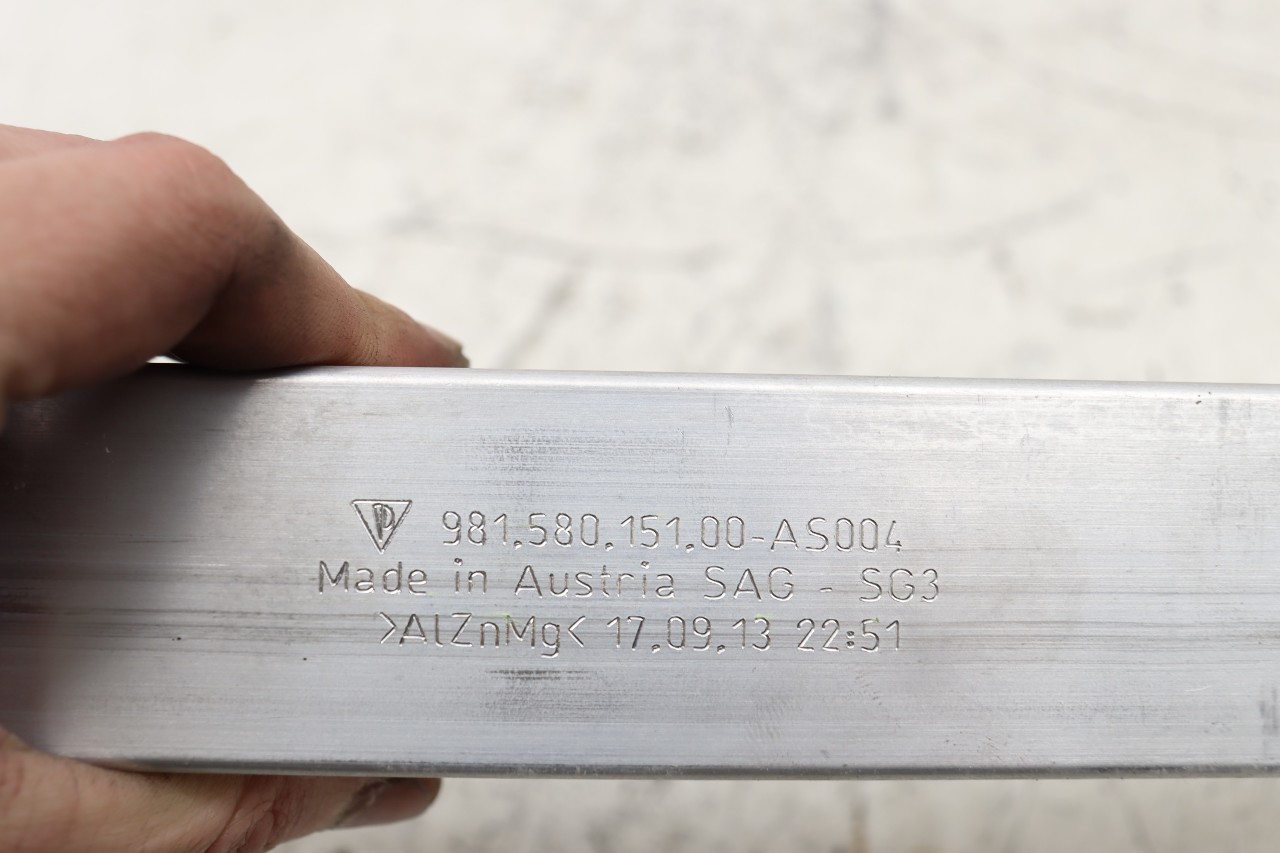 P 981.580.151.00-AS004
Made in Austria SAG - SG3
>AlZnMg< 17.09.13 22:51